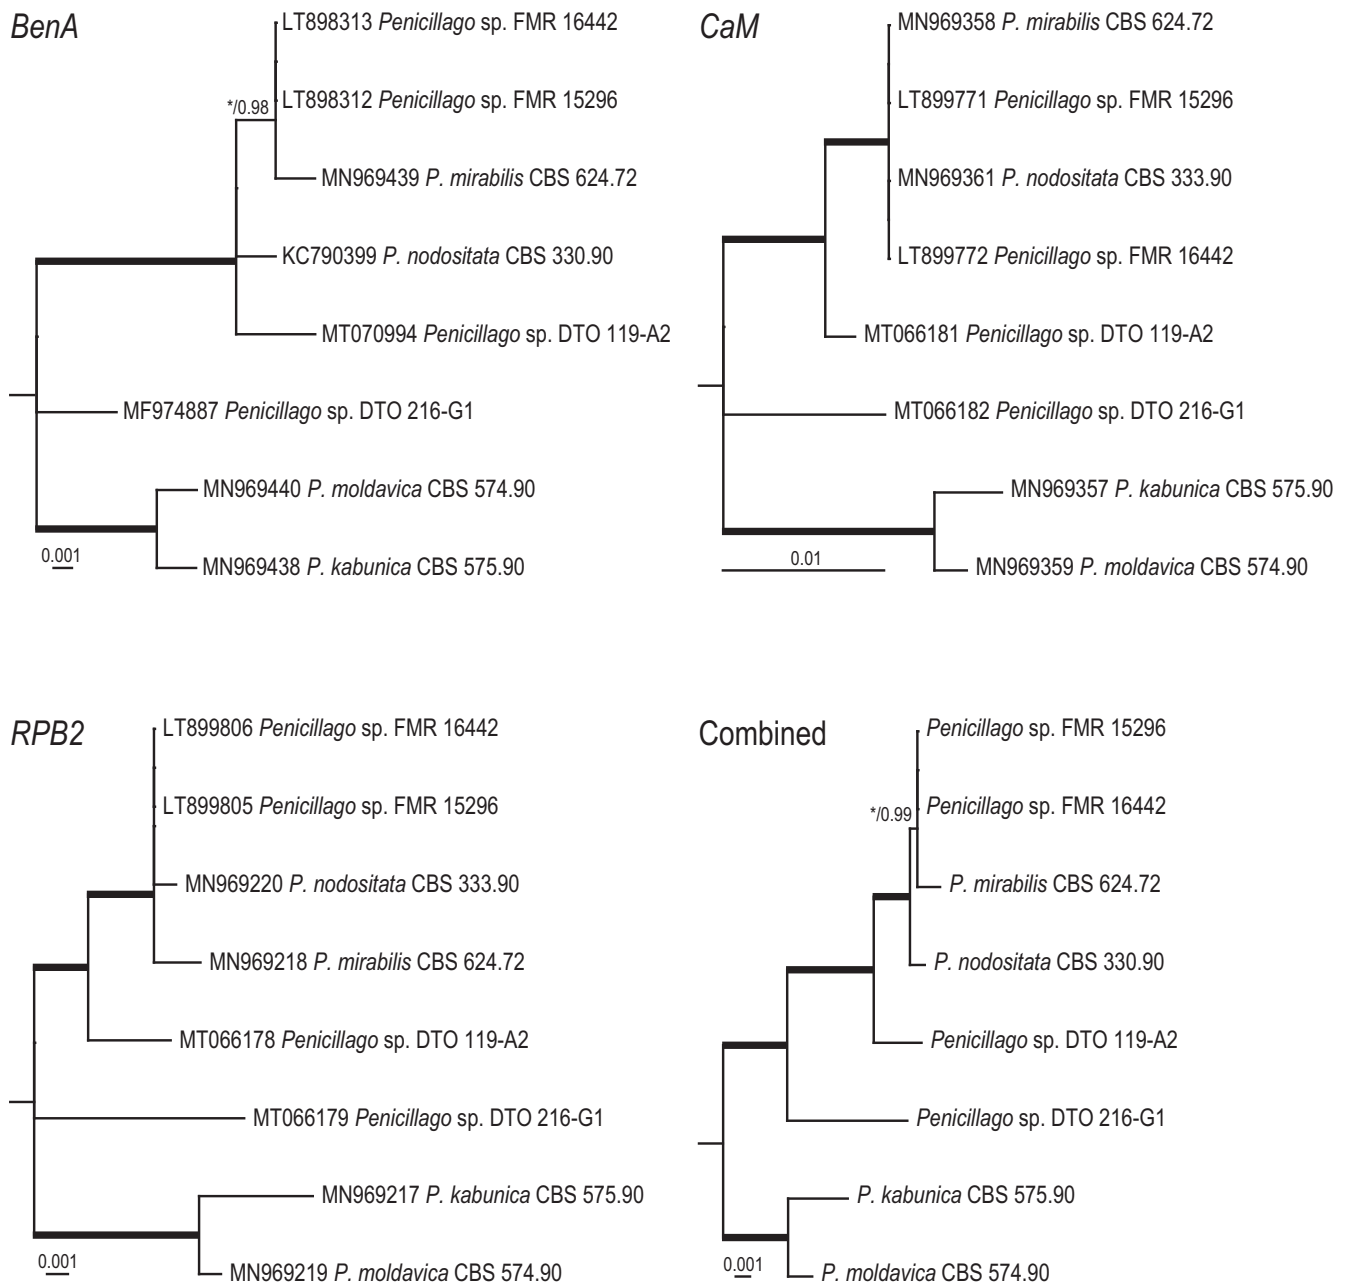 BenA
LT898313 Penicillago sp. FMR 16442
LT898312 Penicillago sp. FMR 15296
*/0.98
MN969439 P. mirabilis CBS 624.72
KC790399 P. nodositata CBS 330.90
MT070994 Penicillago sp. DTO 119-A2
MF974887 Penicillago sp. DTO 216-G1
MN969440 P. moldavica CBS 574.90
MN969438 P. kabunica CBS 575.90
0.001
CaM
MN969358 P. mirabilis CBS 624.72
LT899771 Penicillago sp. FMR 15296
MN969361 P. nodositata CBS 333.90
LT899772 Penicillago sp. FMR 16442
MT066181 Penicillago sp. DTO 119-A2
MT066182 Penicillago sp. DTO 216-G1
MN969357 P. kabunica CBS 575.90
MN969359 P. moldavica CBS 574.90
0.01
RPB2
LT899806 Penicillago sp. FMR 16442
LT899805 Penicillago sp. FMR 15296
MN969220 P. nodositata CBS 333.90
MN969218 P. mirabilis CBS 624.72
MT066178 Penicillago sp. DTO 119-A2
MT066179 Penicillago sp. DTO 216-G1
MN969217 P. kabunica CBS 575.90
MN969219 P. moldavica CBS 574.90
0.001
Combined
Penicillago sp. FMR 15296
Penicillago sp. FMR 16442
*/0.99
P. mirabilis CBS 624.72
P. nodositata CBS 330.90
Penicillago sp. DTO 119-A2
Penicillago sp. DTO 216-G1
P. kabunica CBS 575.90
P. moldavica CBS 574.90
0.001